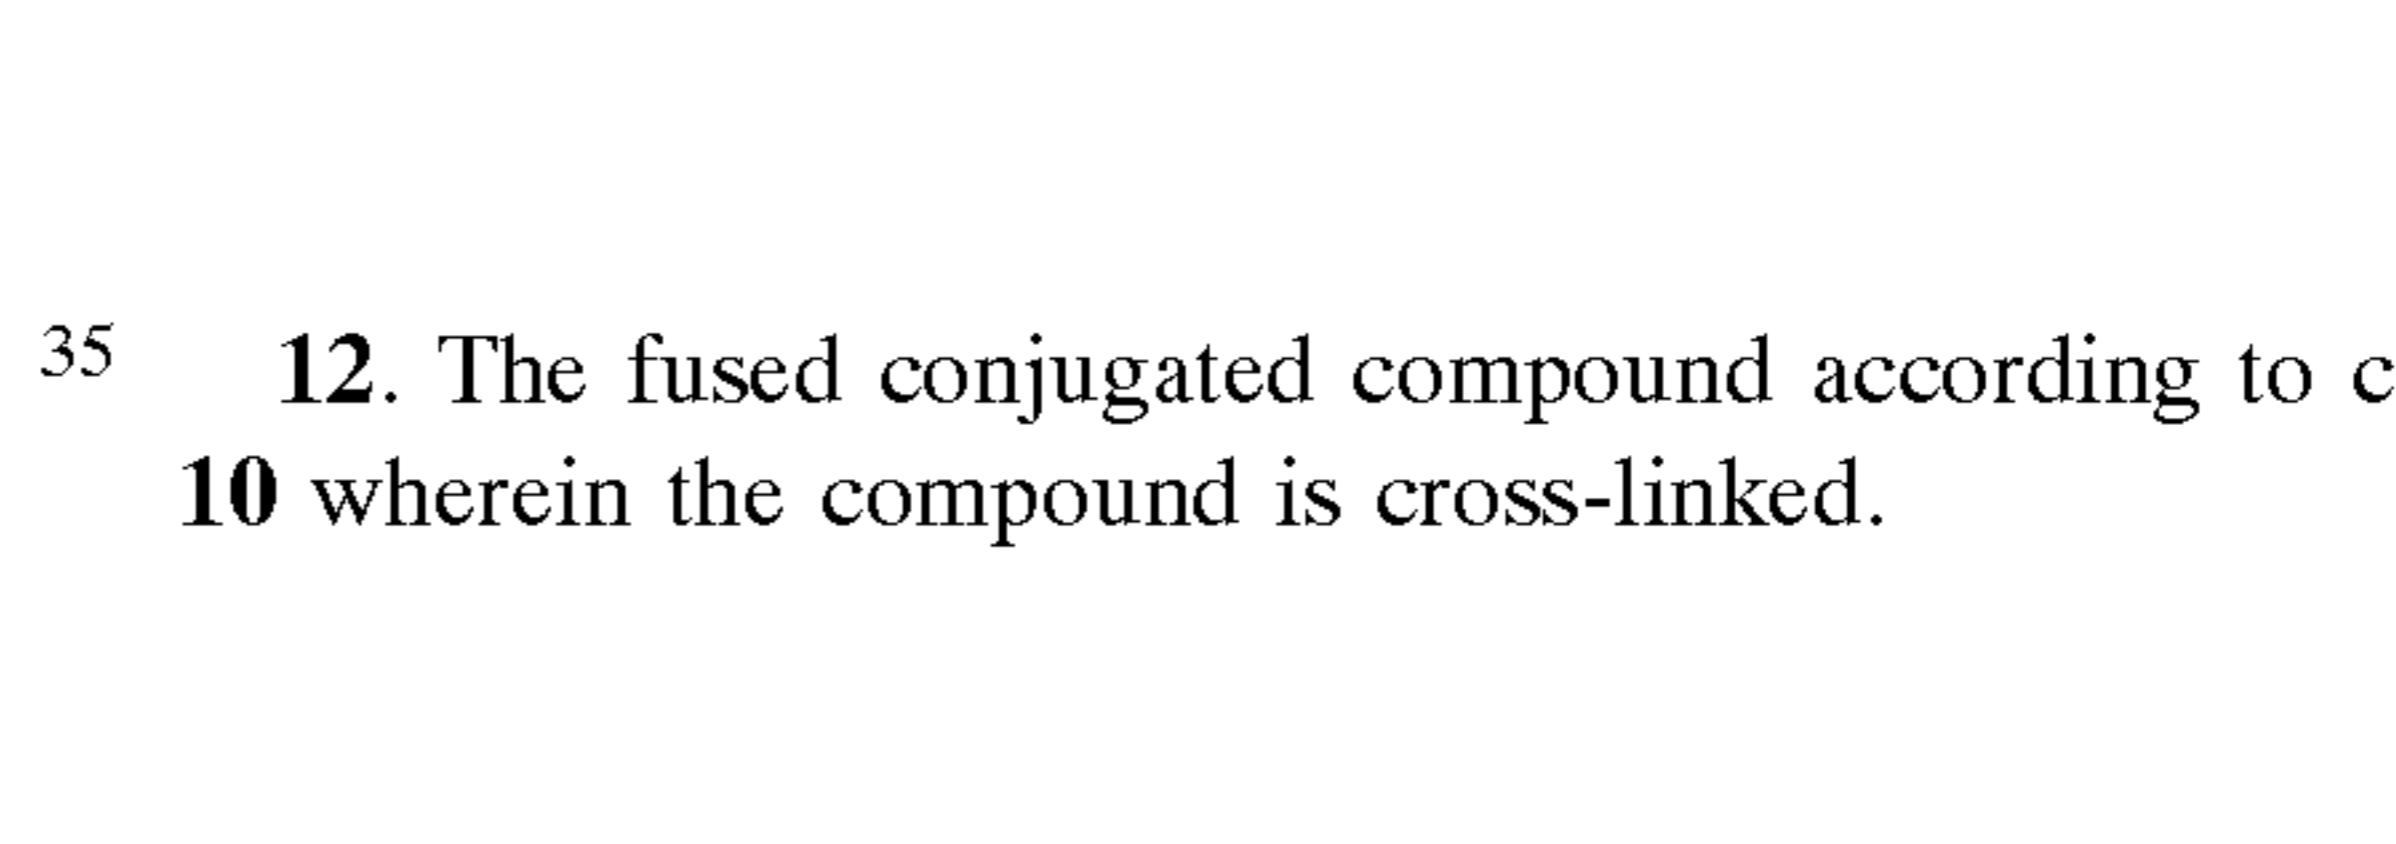 35 12. The fused conjugated compound according to c
10 wherein the compound is cross-linked.